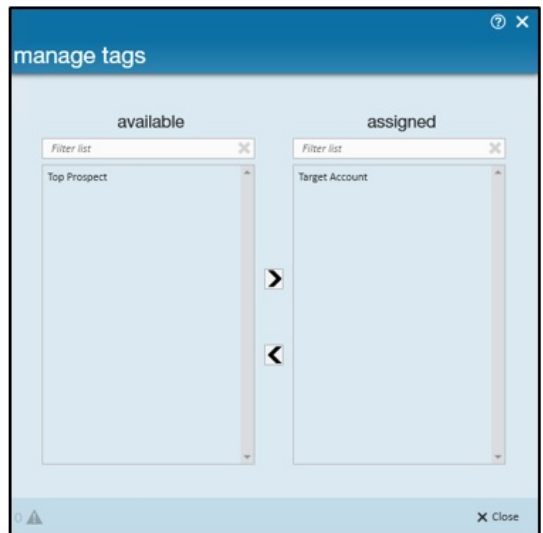 manage tags
available
assigned
Filter list
Filter list
Top Prospect
Target Account
0
Close